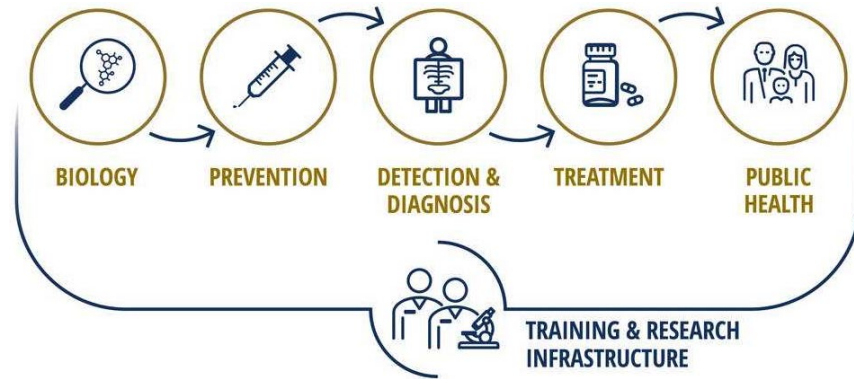 BIOLOGY
PREVENTION
DETECTION &
DIAGNOSIS
TREATMENT
PUBLIC
HEALTH
TRAINING & RESEARCH
INFRASTRUCTURE